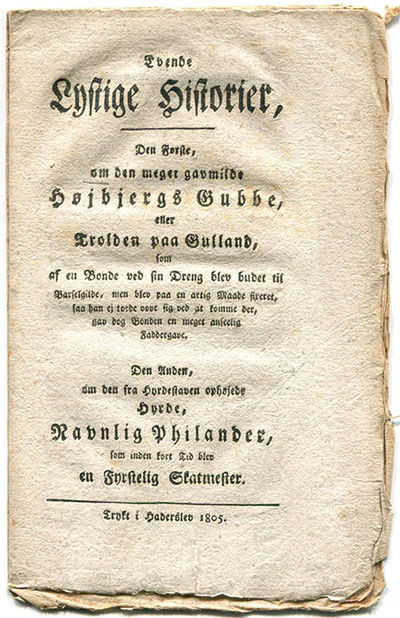 Tvende
Lystige Historier,
Den Første,
om den meget gavmilde
Højbjergs Gubbe,
eller
Trolden paa Gulland,
som
af en Bonde ved sin Dreng blev budet til
Barselgilde, men blev paa en artig Maade fixeret,
saa han ej torde vove sig ved at komme der,
gav dog Bonden en meget anseelig
Faddergave.
Den Anden,
om den fra Hyrdestaven ophøjede
Hyrde,
Navnlig Philander,
som inden kort Tid blev
en Fyrstelig Skatmester.
Trykt i Haderslev 1805.